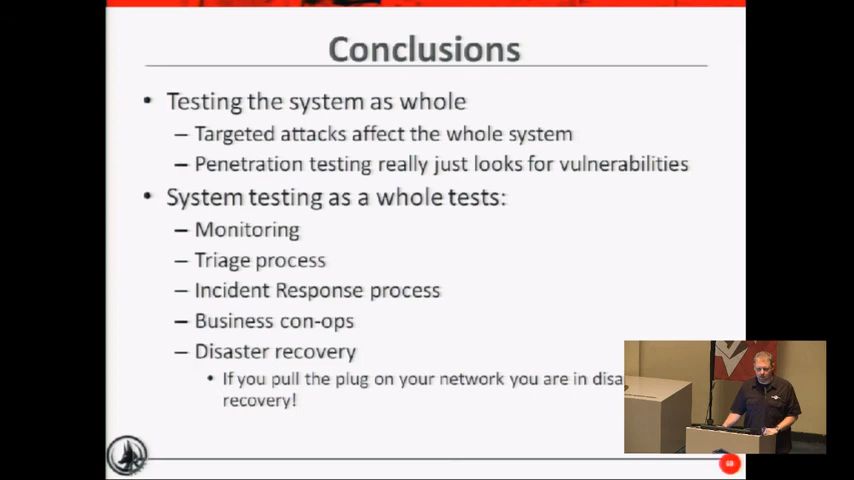 Conclusions
• Testing the system as whole
– Targeted attacks affect the whole system
– Penetration testing really just looks for vulnerabilities
• System testing as a whole tests:
– Monitoring
– Triage process
– Incident Response process
– Business con-ops
– Disaster recovery
• If you pull the plug on your network you are in disa
recovery!